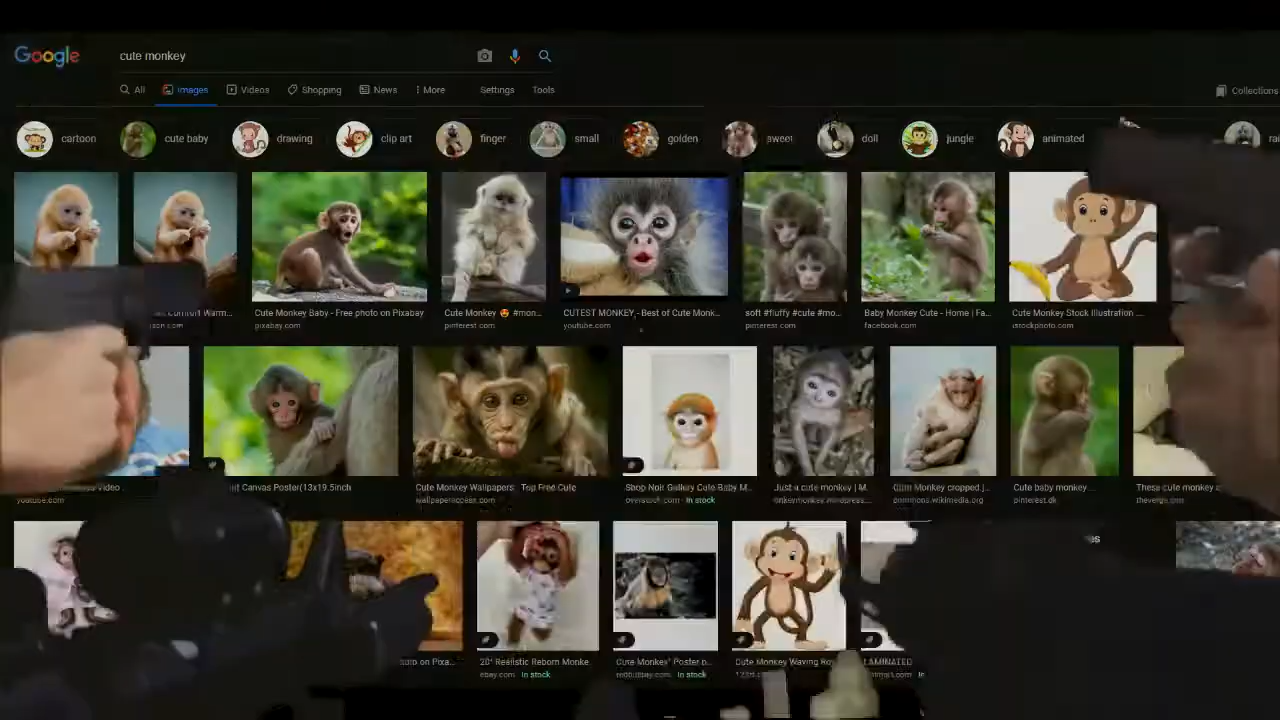 Google cute monkey
All Images Videos Shopping News More Settings Tools Collections
cartoon cute baby drawing clip art finger small golden sweet doll jungle animated
Warm... Cute Monkey Baby - Free photo on Pixabay Cute Monkey 😍 #mon... CUTEST MONKEY - Best of Cute Monk... soft #fluffy #cute #mo... Baby Monkey Cute - Home | Fa... Cute Monkey Stock Illustration ...
pixabay.com pinterest.com youtube.com pinterest.com facebook.com istockphoto.com
Video Canvas Poster(13x19.5inch Cute Monkey Wallpapers - Top Free Cute Shop Noir Gallery Cute Baby M... Just a cute monkey | M... Cute Monkey cropped.j... Cute baby monkey ... These cute monkey
youtube.com wallpaperaccess.com In stock commons.wikimedia.org pinterest.dk
on Pixa... 20" Realistic Reborn Monke Cute Monkey" Poster b... Cute Monkey Waving LAMINATED
ebay.com In stock redbubble.com In stock